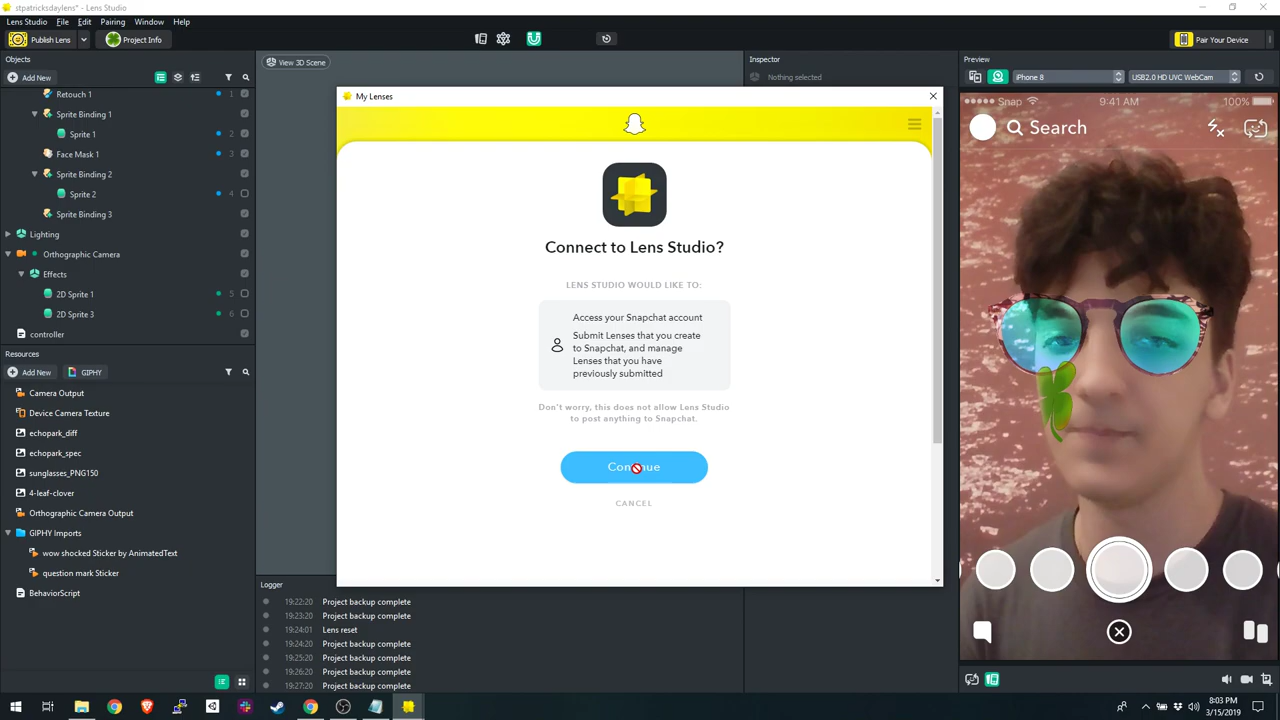 stpatricksdaylens* - Lens Studio
Lens Studio File Edit Pairing Window Help
Publish Lens Project Info Pair Your Device
Objects
Add New
Retouch 1 1
Sprite Binding 1
Sprite 1 2
Face Mask 1 3
Sprite Binding 2
Sprite 2 4
Sprite Binding 3
Lighting
Orthographic Camera
Effects
2D Sprite 1 5
2D Sprite 3 6
controller
Resources
Add New GIPHY
Camera Output
Device Camera Texture
echopark_diff
echopark_spec
sunglasses_PNG150
4-leaf-clover
Orthographic Camera Output
GIPHY Imports
wow shocked Sticker by AnimatedText
question mark Sticker
BehaviorScript
View 3D Scene
My Lenses
Connect to Lens Studio?
LENS STUDIO WOULD LIKE TO:
Access your Snapchat account
Submit Lenses that you create
to Snapchat, and manage
Lenses that you have
previously submitted
Don't worry, this does not allow Lens Studio
to post anything to Snapchat.
Continue
CANCEL
Logger
19:22:20 Project backup complete
19:23:20 Project backup complete
19:24:01 Lens reset
19:24:20 Project backup complete
19:25:20 Project backup complete
19:26:20 Project backup complete
19:27:20 Project backup complete
Inspector
Nothing selected
Preview
iPhone 8 USB2.0 HD UVC WebCam
Snap 9:41 AM 100%
Search
8:03 PM
3/15/2019